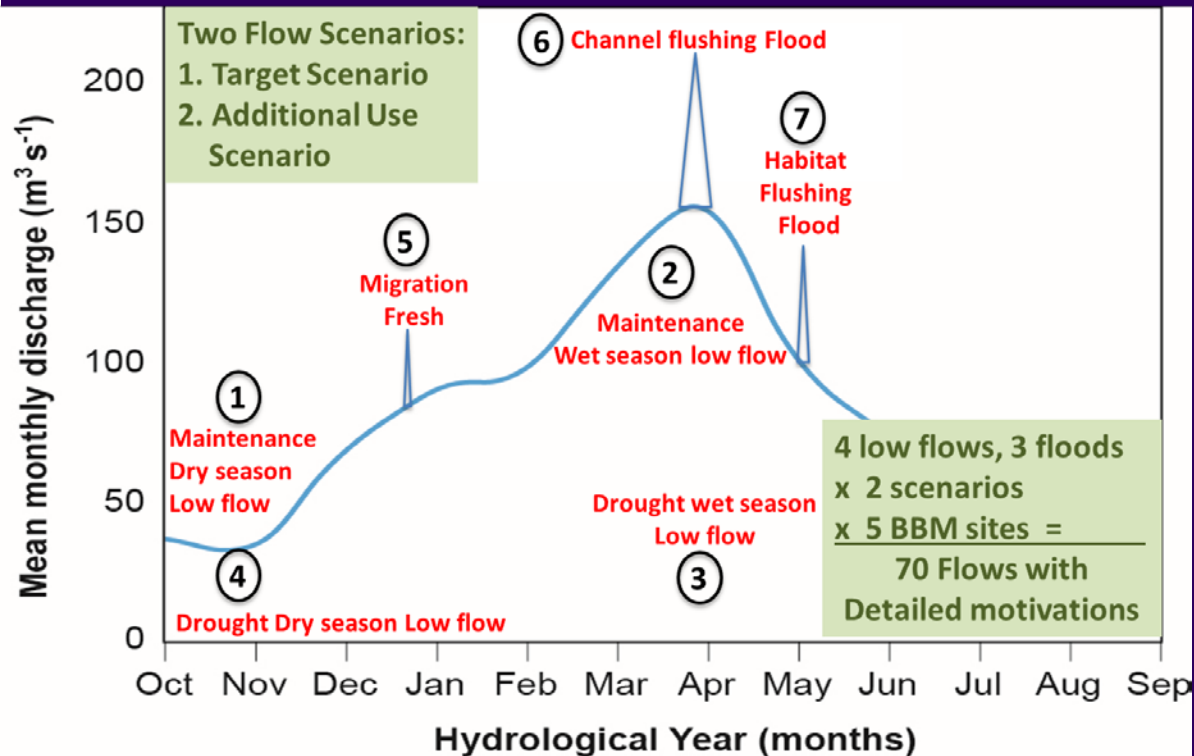 Two Flow Scenarios:
1. Target Scenario
2. Additional Use
Scenario
6
Channel flushing Flood
7
Habitat
Flushing
Flood
5
Migration
Fresh
2
Maintenance
Wet season low flow
1
Maintenance
Dry season
Low flow
4
Drought Dry season Low flow
Drought wet season
Low flow
3
4 low flows, 3 floods
x 2 scenarios
x 5 BBM sites =
70 Flows with
Detailed motivations
Mean monthly discharge (m³ s⁻¹)
200
150
100
50
0
Oct Nov Dec Jan Feb Mar Apr May Jun Jul Aug Sep
Hydrological Year (months)